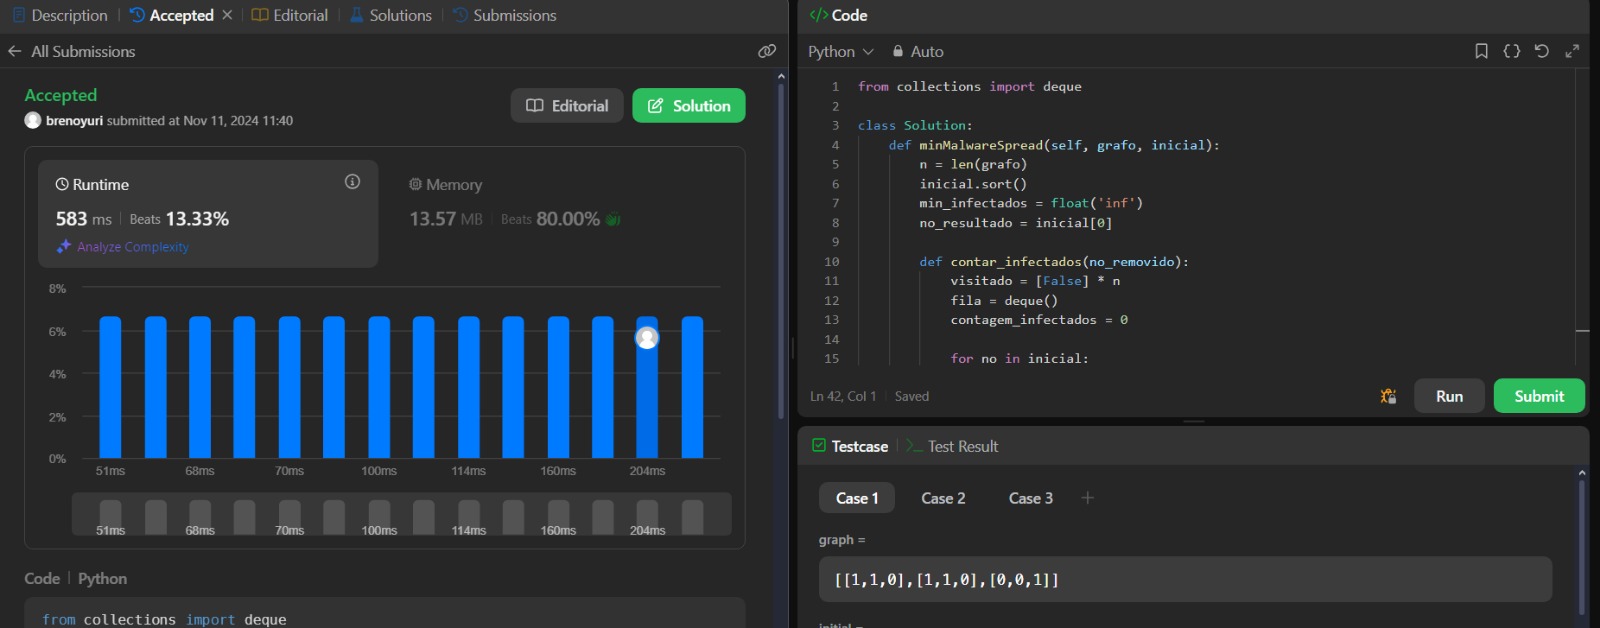 Description
Accepted
Editorial
Solutions
Submissions
All Submissions
Accepted
brenoyuri submitted at Nov 11, 2024 11:40
Editorial
Solution
Runtime
583 ms | Beats 13.33%
Analyze Complexity
Memory
13.57 MB | Beats 80.00%
8%
6%
4%
2%
0%
51ms 68ms 70ms 100ms 114ms 160ms 204ms
51ms 68ms 70ms 100ms 114ms 160ms 204ms
Code | Python
from collections import deque
</> Code
Python Auto
1 from collections import deque
2
3 class Solution:
4 def minMalwareSpread(self, grafo, inicial):
5 n = len(grafo)
6 inicial.sort()
7 min_infectados = float('inf')
8 no_resultado = inicial[0]
9
10 def contar_infectados(no_removido):
11 visitado = [False] * n
12 fila = deque()
13 contagem_infectados = 0
14
15 for no in inicial:
Ln 42, Col 1 | Saved
Run
Submit
Testcase
Test Result
Case 1 Case 2 Case 3 +
graph =
[[1,1,0],[1,1,0],[0,0,1]]
initial =